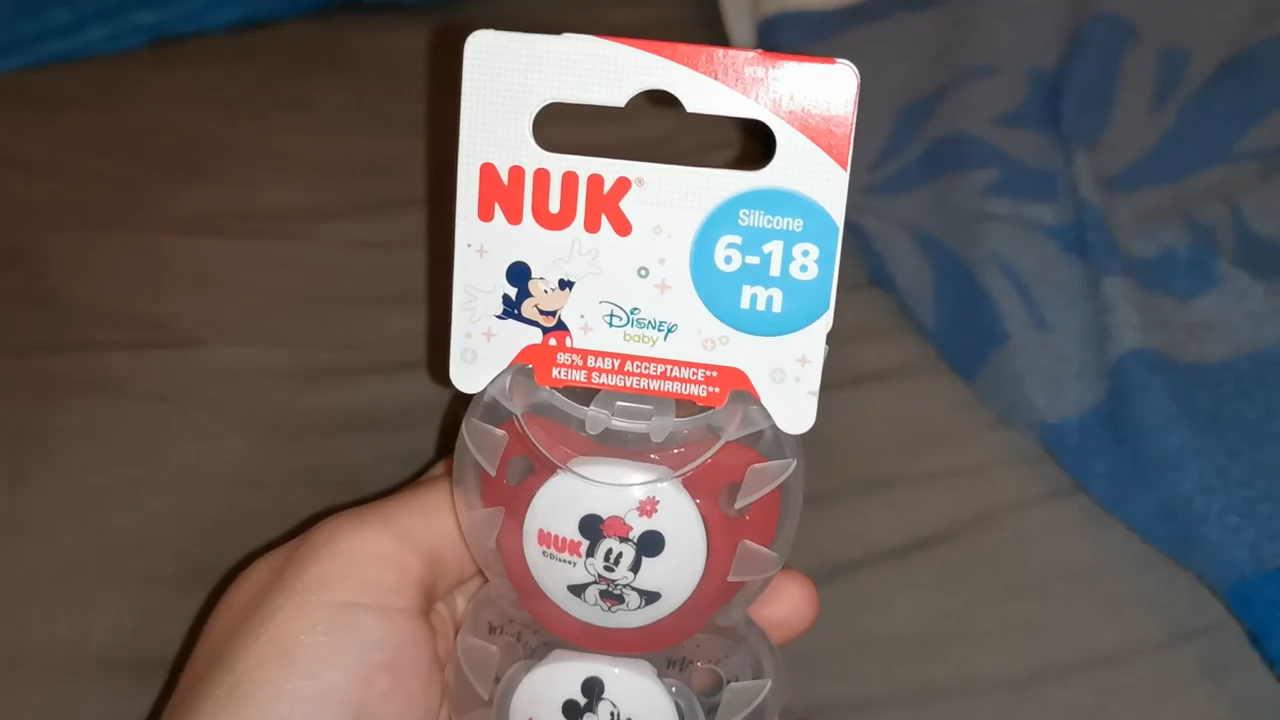 NUK®
Silicone
6-18
m
Disney
baby
95% BABY ACCEPTANCE**
KEINE SAUGVERWIRRUNG**
NUK
©Disney